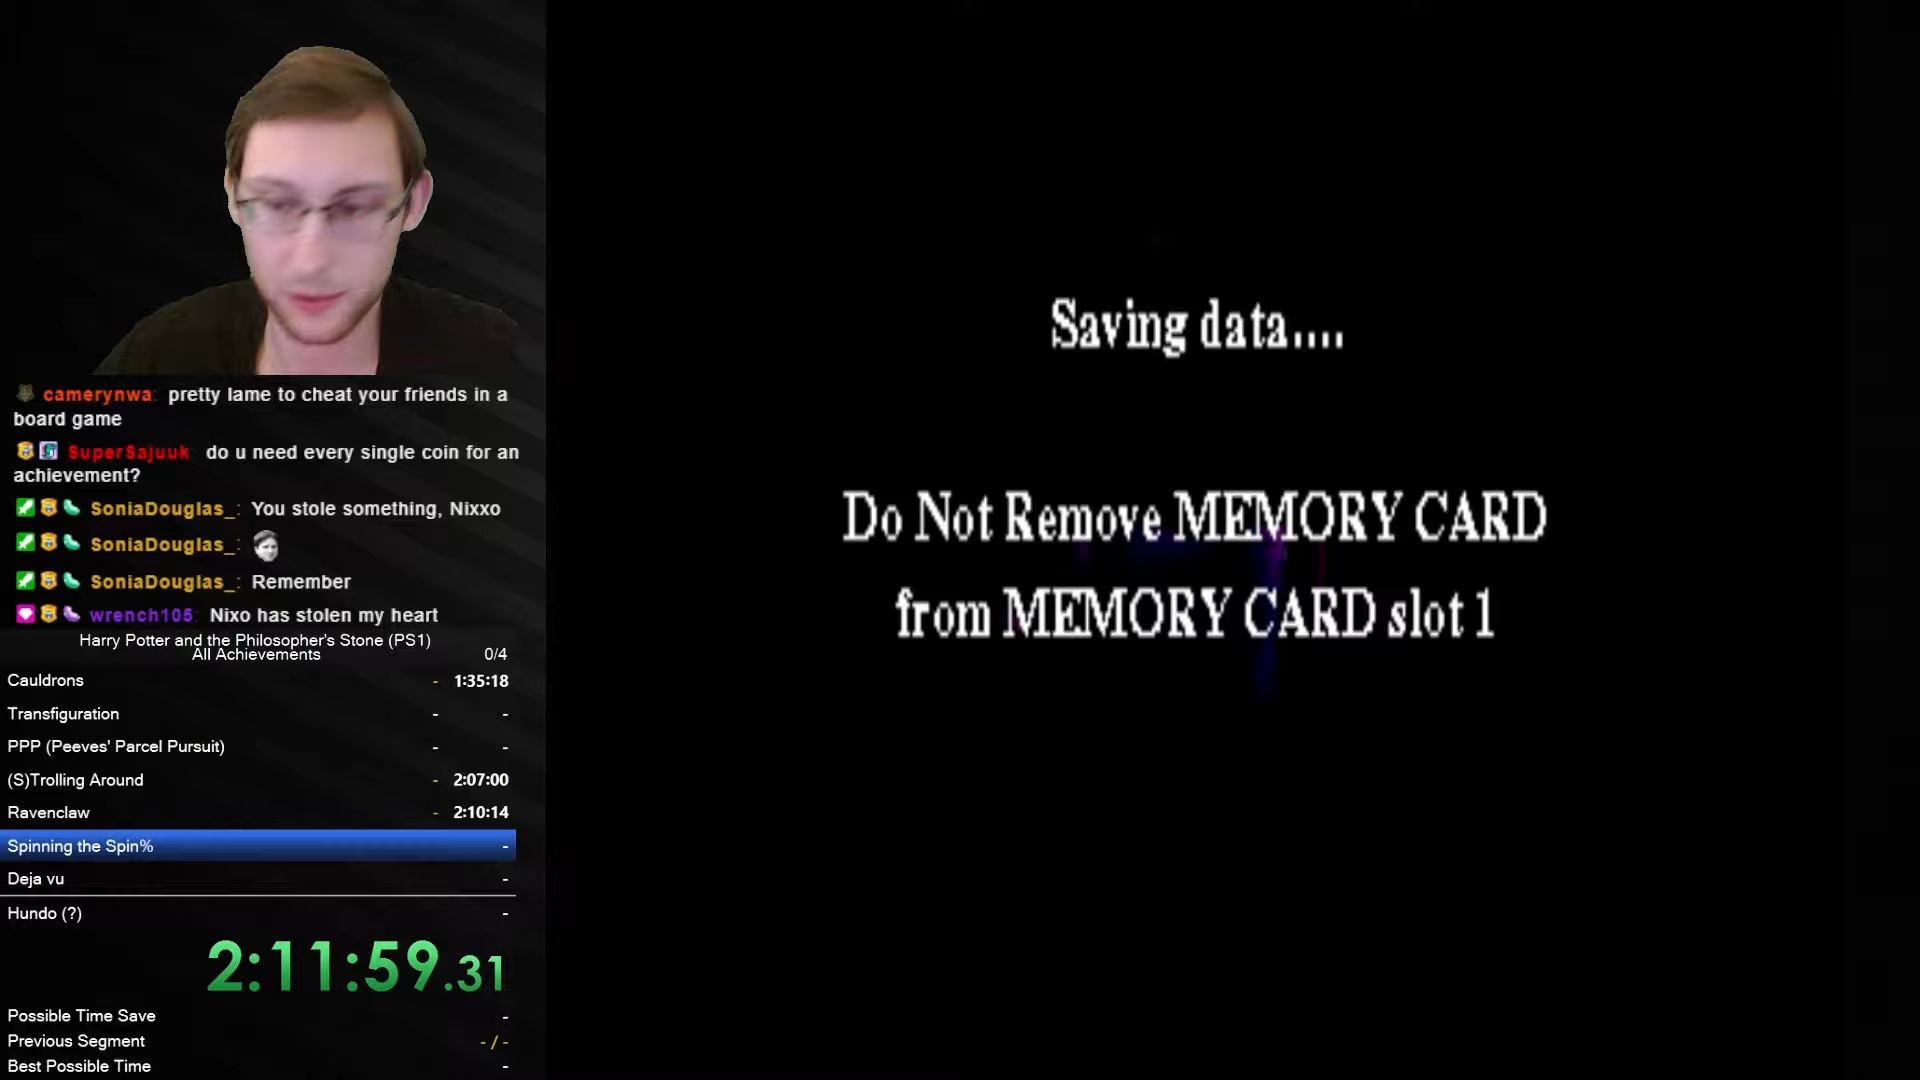 camerynwa: pretty lame to cheat your friends in a
board game
SuperSajuuk: do u need every single coin for an
achievement?
SoniaDouglas_: You stole something, Nixxo
SoniaDouglas_:
SoniaDouglas_: Remember
wrench105: Nixo has stolen my heart
Harry Potter and the Philosopher's Stone (PS1)
All Achievements 0/4
Cauldrons - 1:35:18
Transfiguration - -
PPP (Peeves' Parcel Pursuit) - -
(S)Trolling Around - 2:07:00
Ravenclaw - 2:10:14
Spinning the Spin% -
Deja vu -
Hundo (?) -
2:11:59.31
Possible Time Save -
Previous Segment - / -
Best Possible Time -
Saving data....
Do Not Remove MEMORY CARD
from MEMORY CARD slot 1